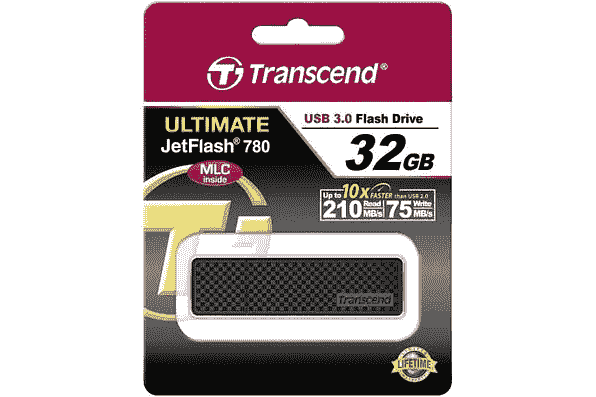 Transcend®
ULTIMATE
JetFlash® 780
MLC
inside
USB 3.0 Flash Drive
32GB
Up to 10x FASTER than USB 2.0
210 Read MB/s 75 Write MB/s
Transcend
LIFETIME